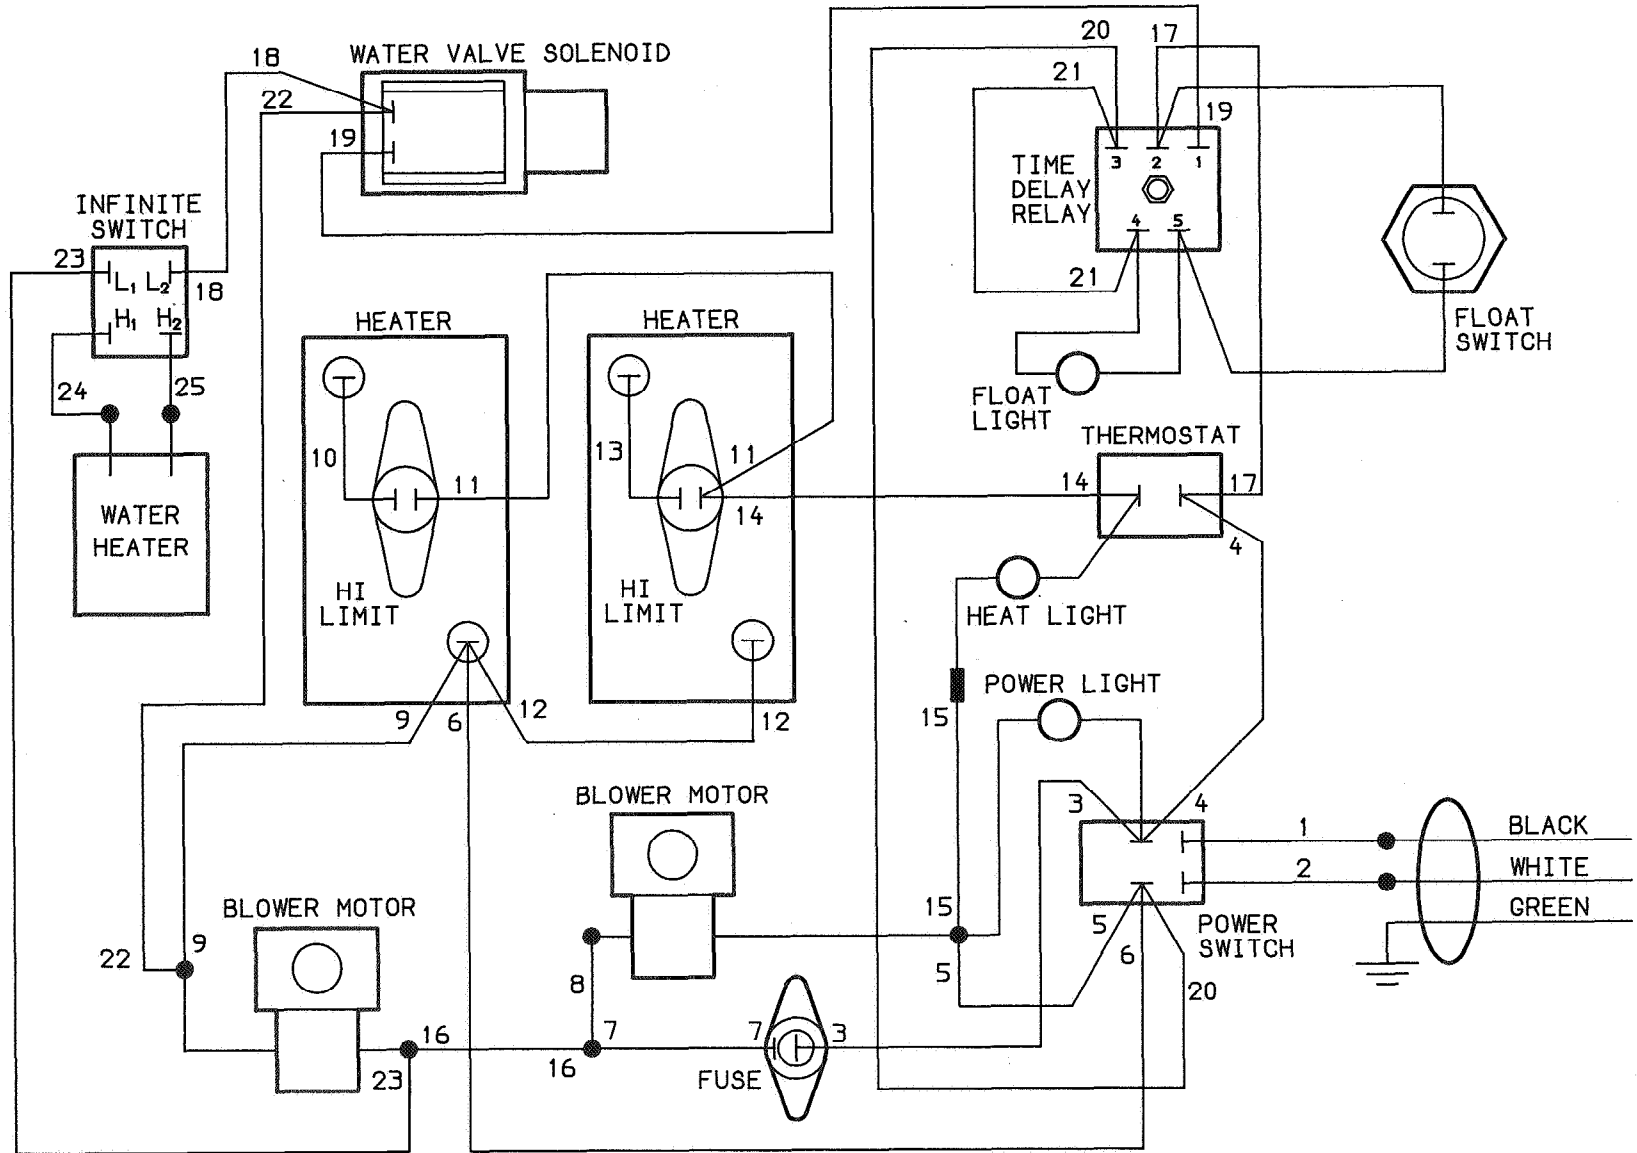 20
17
18
WATER VALVE SOLENOID
21
22
19
19
3
2
1
TIME
DELAY
RELAY
INFINITE
SWITCH
4
5
23
L1
L2
18
21
H1
H2
HEATER
HEATER
FLOAT
SWITCH
24
25
FLOAT
LIGHT
THERMOSTAT
10
11
13
11
14
14
17
WATER
HEATER
4
HI
LIMIT
HI
LIMIT
HEAT LIGHT
POWER LIGHT
9
6
12
12
15
BLOWER MOTOR
3
4
1
BLACK
2
WHITE
BLOWER MOTOR
15
GREEN
5
POWER
SWITCH
22
9
6
5
8
20
16
7
7
3
23
16
FUSE